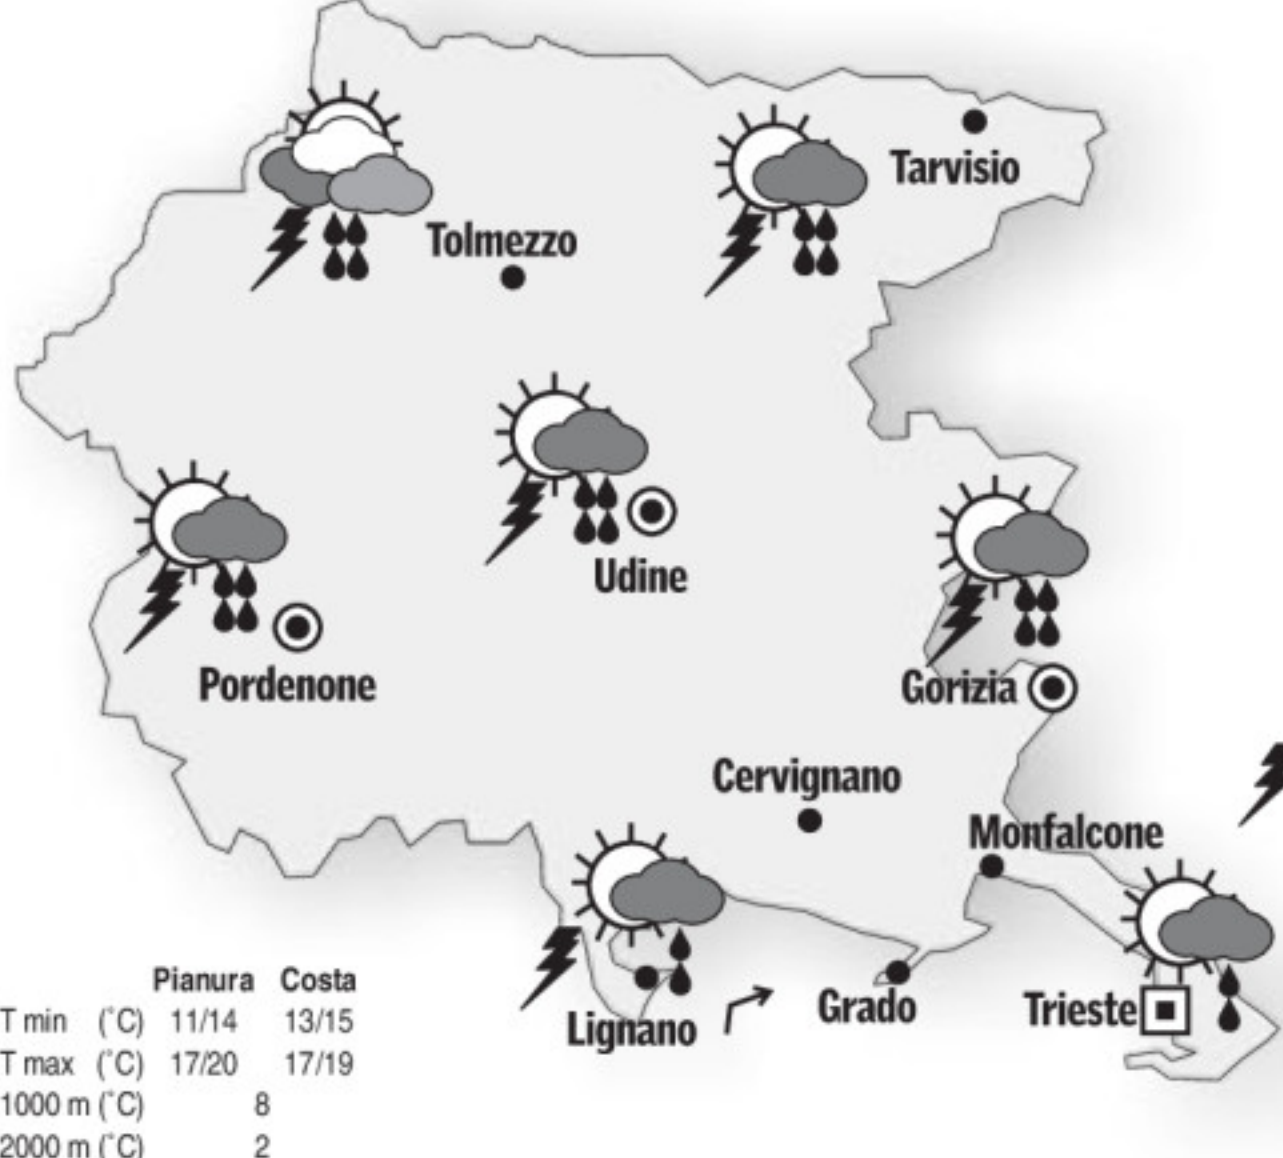 Tarvisio
Tolmezzo
Udine
Pordenone
Gorizia
Cervignano
Monfalcone
Pianura Costa
Grado
Trieste
Lignano
T min (°C) 11/14 13/15
T max (°C) 17/20 17/19
1000 m (°C) 8
2000 m (°C) 2